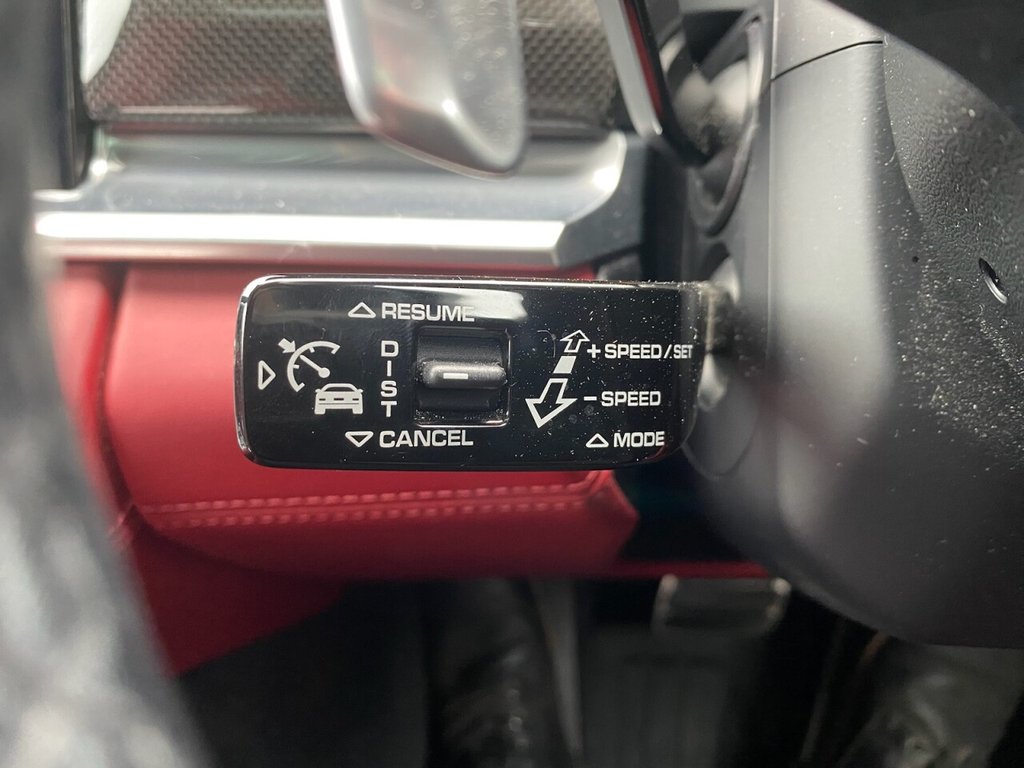 RESUME
DIST
+ SPEED/SET
- SPEED
CANCEL
MODE